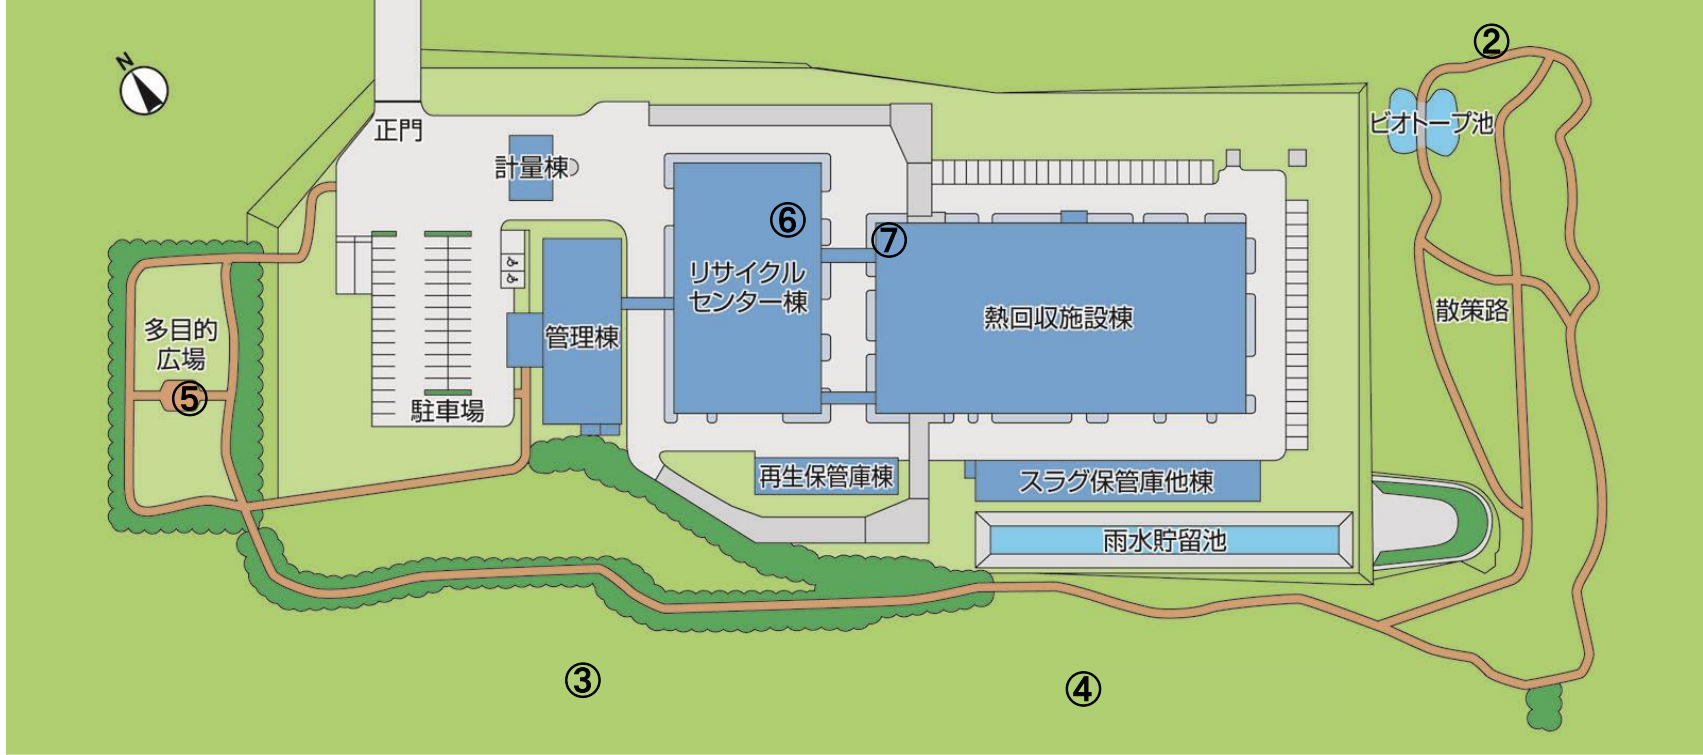 ②
N
正門
ビオトープ池
計量棟
⑥
⑦
リサイクル
センター棟
散策路
熱回収施設棟
多目的
広場
管理棟
⑤
駐車場
再生保管庫棟
スラグ保管庫他棟
雨水貯留池
③
④